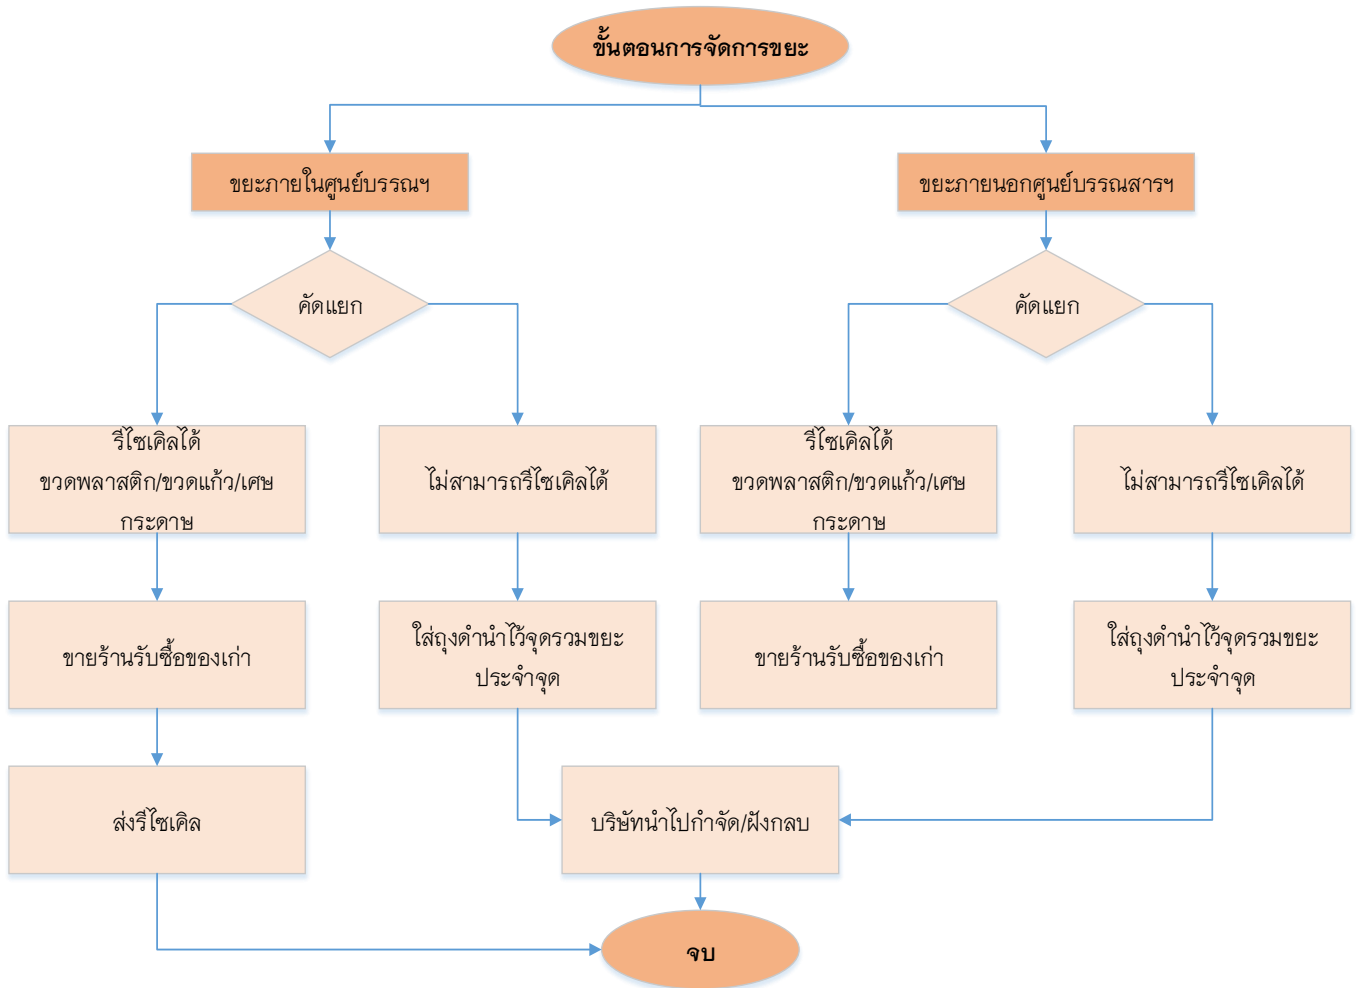 ขั้นตอนการจัดการขยะ
ขยะภายในศูนย์บรรณฯ
ขยะภายนอกศูนย์บรรณสารฯ
คัดแยก
คัดแยก
รีไซเคิลได้
ขวดพลาสติก/ขวดแก้ว/เศษ
กระดาษ
ไม่สามารถรีไซเคิลได้
รีไซเคิลได้
ขวดพลาสติก/ขวดแก้ว/เศษ
กระดาษ
ไม่สามารถรีไซเคิลได้
ขายร้านรับซื้อของเก่า
ใส่ถุงดำนำไว้จุดรวมขยะ
ประจำจุด
ขายร้านรับซื้อของเก่า
ใส่ถุงดำนำไว้จุดรวมขยะ
ประจำจุด
ส่งรีไซเคิล
บริษัทนำไปกำจัด/ฝังกลบ
จบ